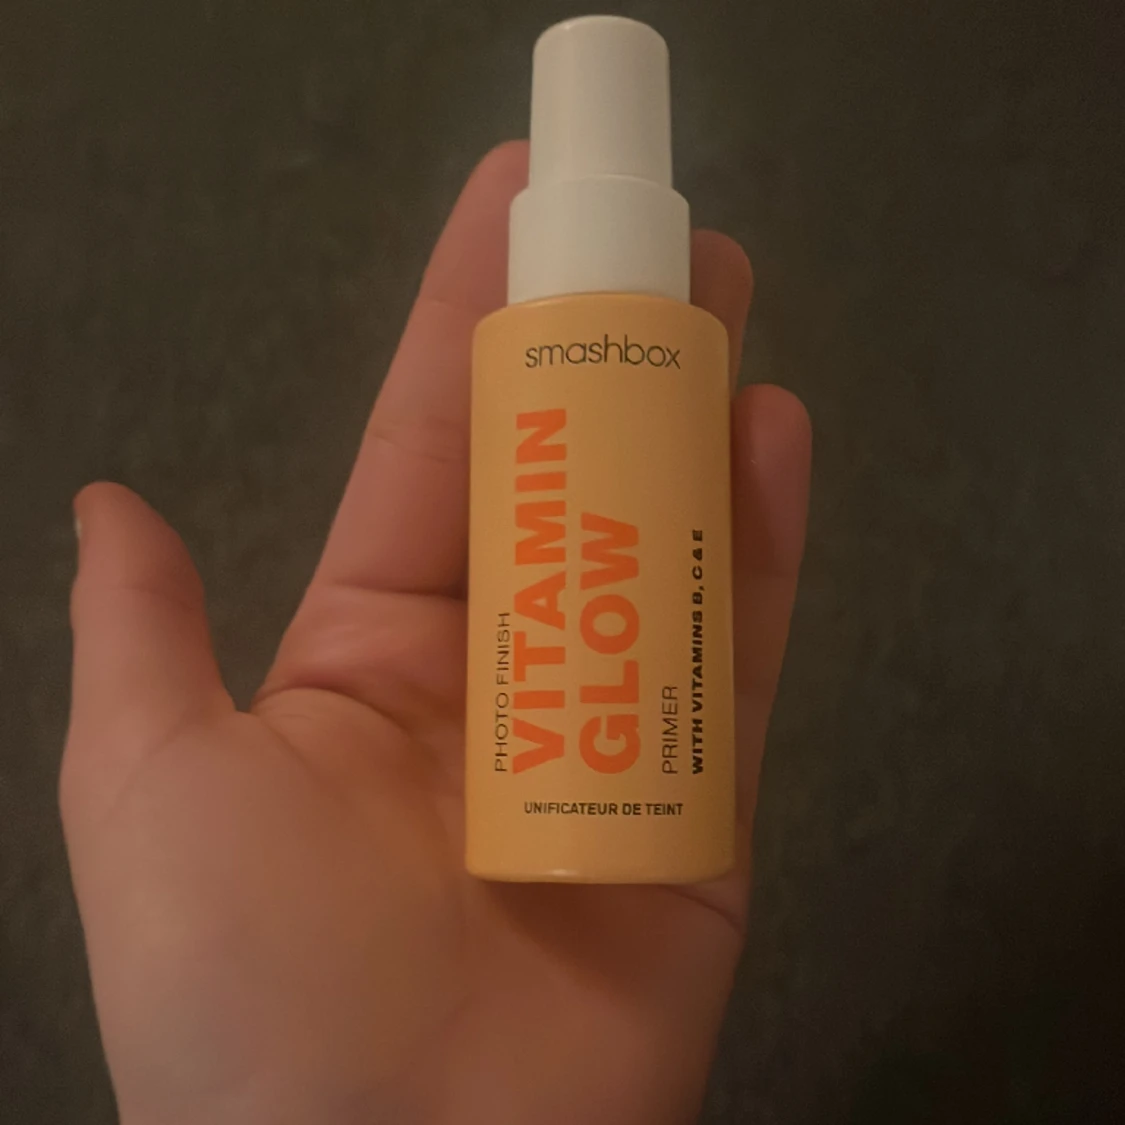 smashbox
PHOTO FINISH
VITAMIN
GLOW
PRIMER
WITH VITAMINS B, C & E
UNIFICATEUR DE TEINT